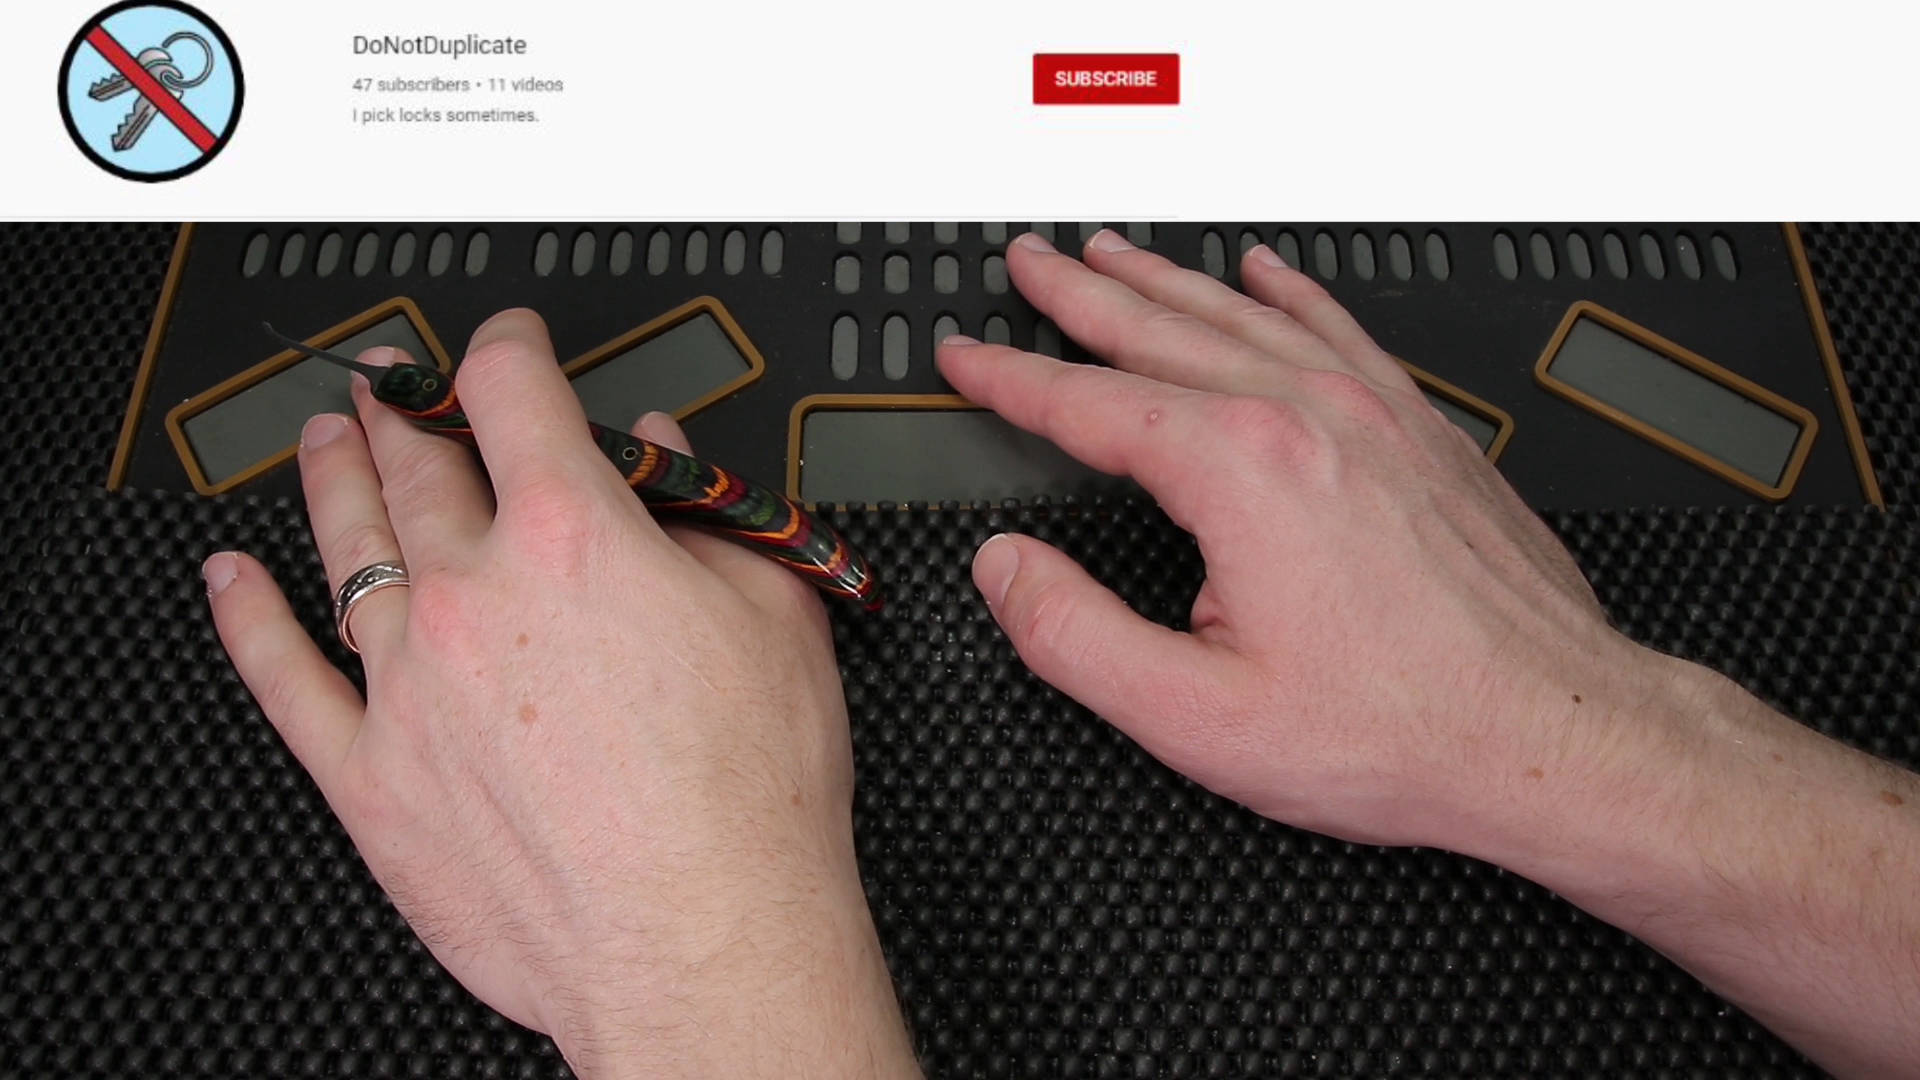 DoNotDuplicate
47 subscribers • 11 videos
I pick locks sometimes.
SUBSCRIBE